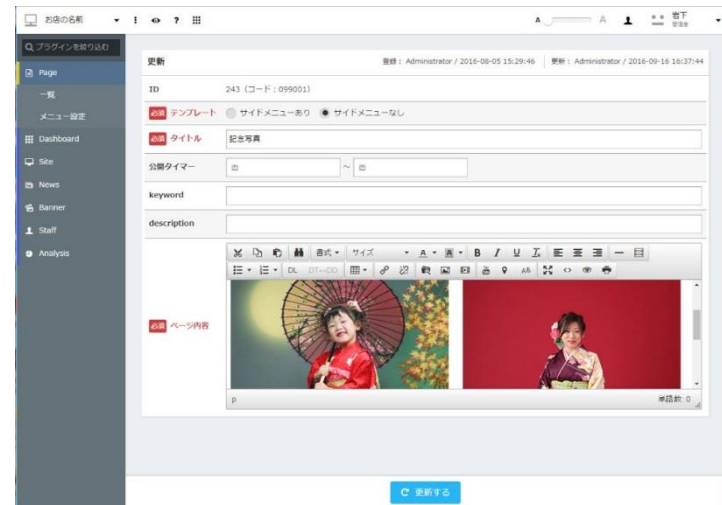 お店の名前
A A 岩下
管理者
プラグインを絞り込む
Page
一覧
メニュー設定
Dashboard
Site
News
Banner
Staff
Analysis
更新
登録： Administrator / 2016-08-05 15:29:46 更新： Administrator / 2016-09-16 16:37:44
ID 243 (コード：099001)
必須 テンプレート サイドメニューあり サイドメニューなし
必須 タイトル 記念写真
公開タイマー ～
keyword
description
書式 サイズ A B I U
DL DT↔DD
必須 ページ内容
p 単語数: 0
更新する